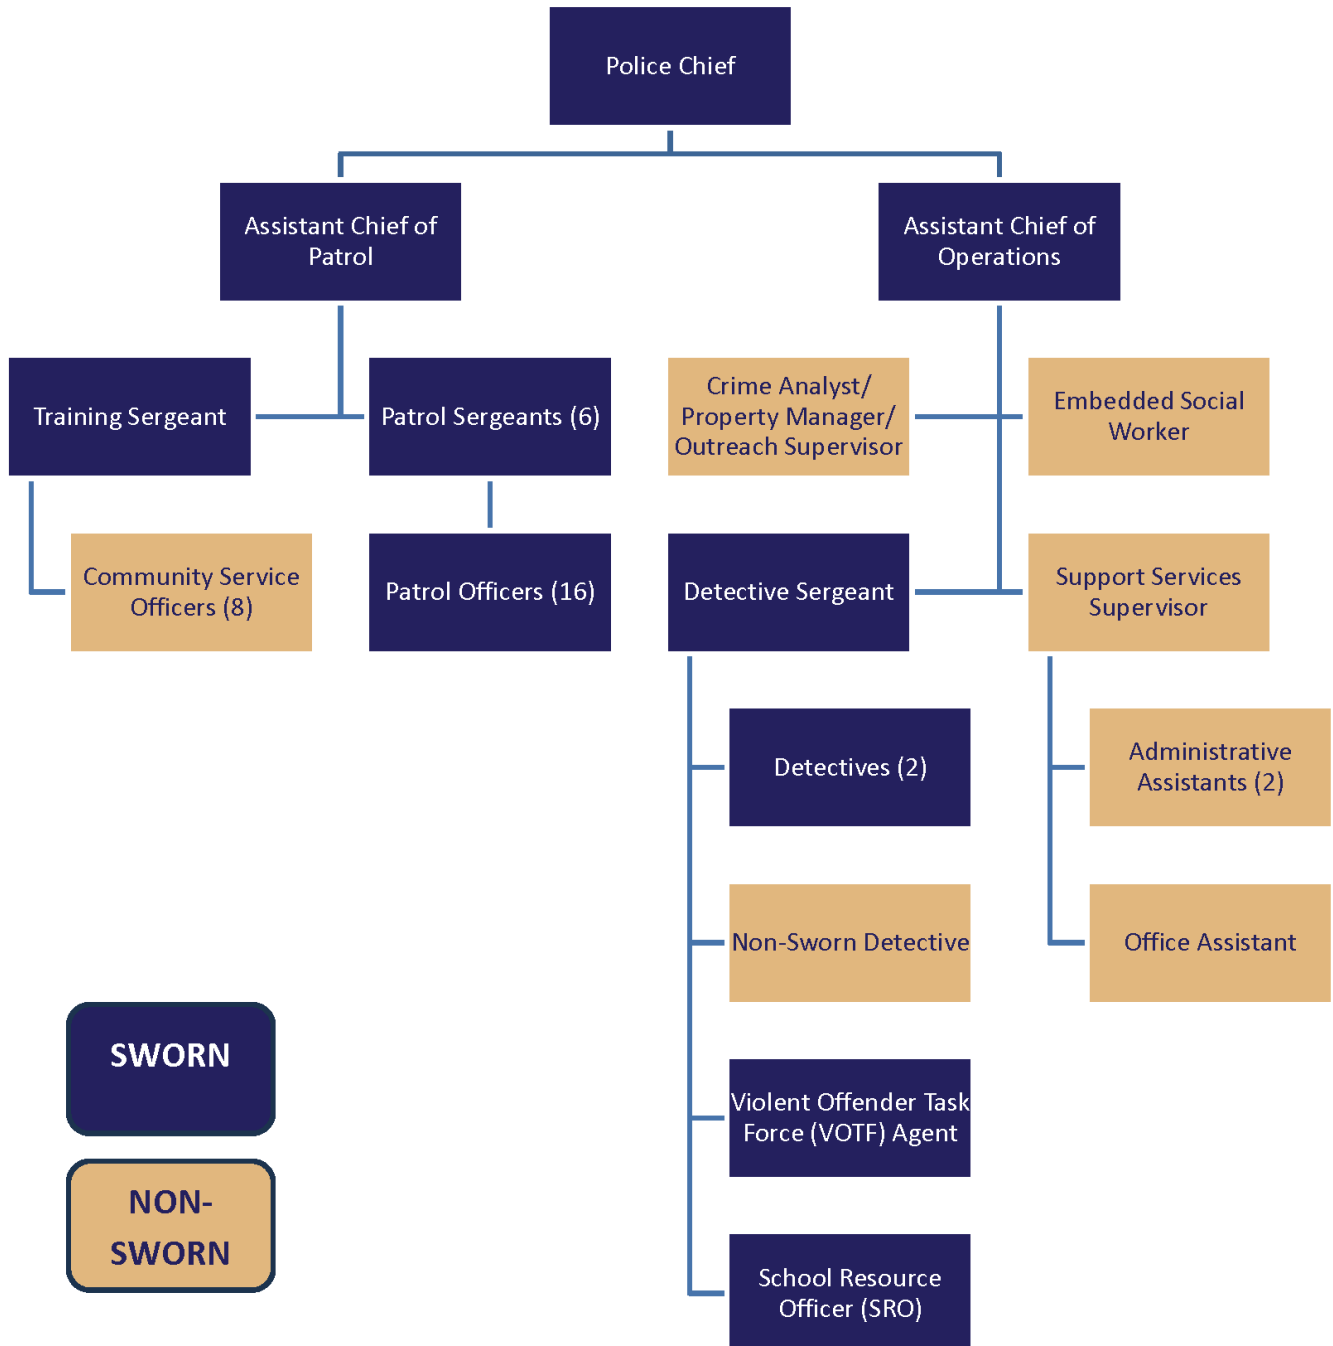 Police Chief
Assistant Chief of
Patrol
Assistant Chief of
Operations
Training Sergeant
Patrol Sergeants (6)
Crime Analyst/
Property Manager/
Outreach Supervisor
Embedded Social
Worker
Community Service
Officers (8)
Patrol Officers (16)
Detective Sergeant
Support Services
Supervisor
Detectives (2)
Administrative
Assistants (2)
Non-Sworn Detective
Office Assistant
SWORN
Violent Offender Task
Force (VOTF) Agent
NON-
SWORN
School Resource
Officer (SRO)